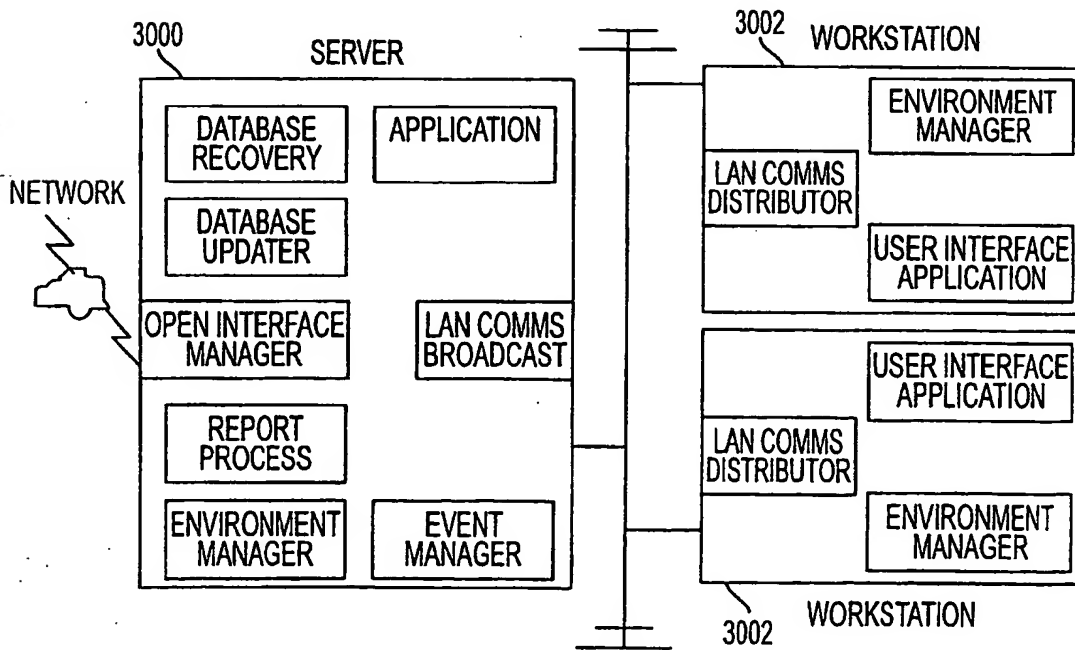 3000
SERVER
3002
WORKSTATION
DATABASE
RECOVERY
APPLICATION
ENVIRONMENT
MANAGER
LAN COMMS
DISTRIBUTOR
NETWORK
DATABASE
UPDATER
USER INTERFACE
APPLICATION
OPEN INTERFACE
MANAGER
LAN COMMS
BROADCAST
USER INTERFACE
APPLICATION
REPORT
PROCESS
LAN COMMS
DISTRIBUTOR
ENVIRONMENT
MANAGER
EVENT
MANAGER
ENVIRONMENT
MANAGER
3002
WORKSTATION